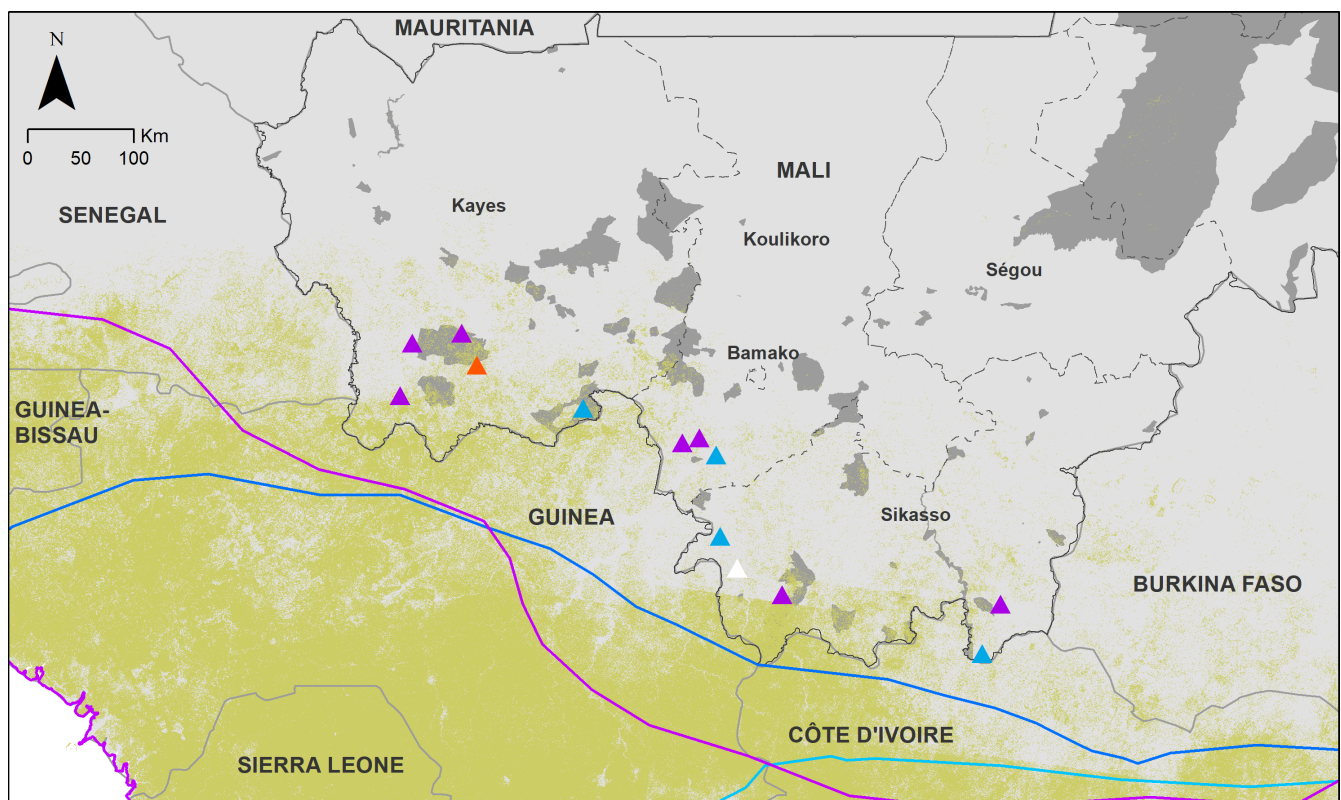 MAURITANIA
N
Km
0 50 100
MALI
SENEGAL
Kayes
Koulikoro
Ségou
Bamako
GUINEA-
BISSAU
GUINEA
Sikasso
BURKINA FASO
CÔTE D'IVOIRE
SIERRA LEONE